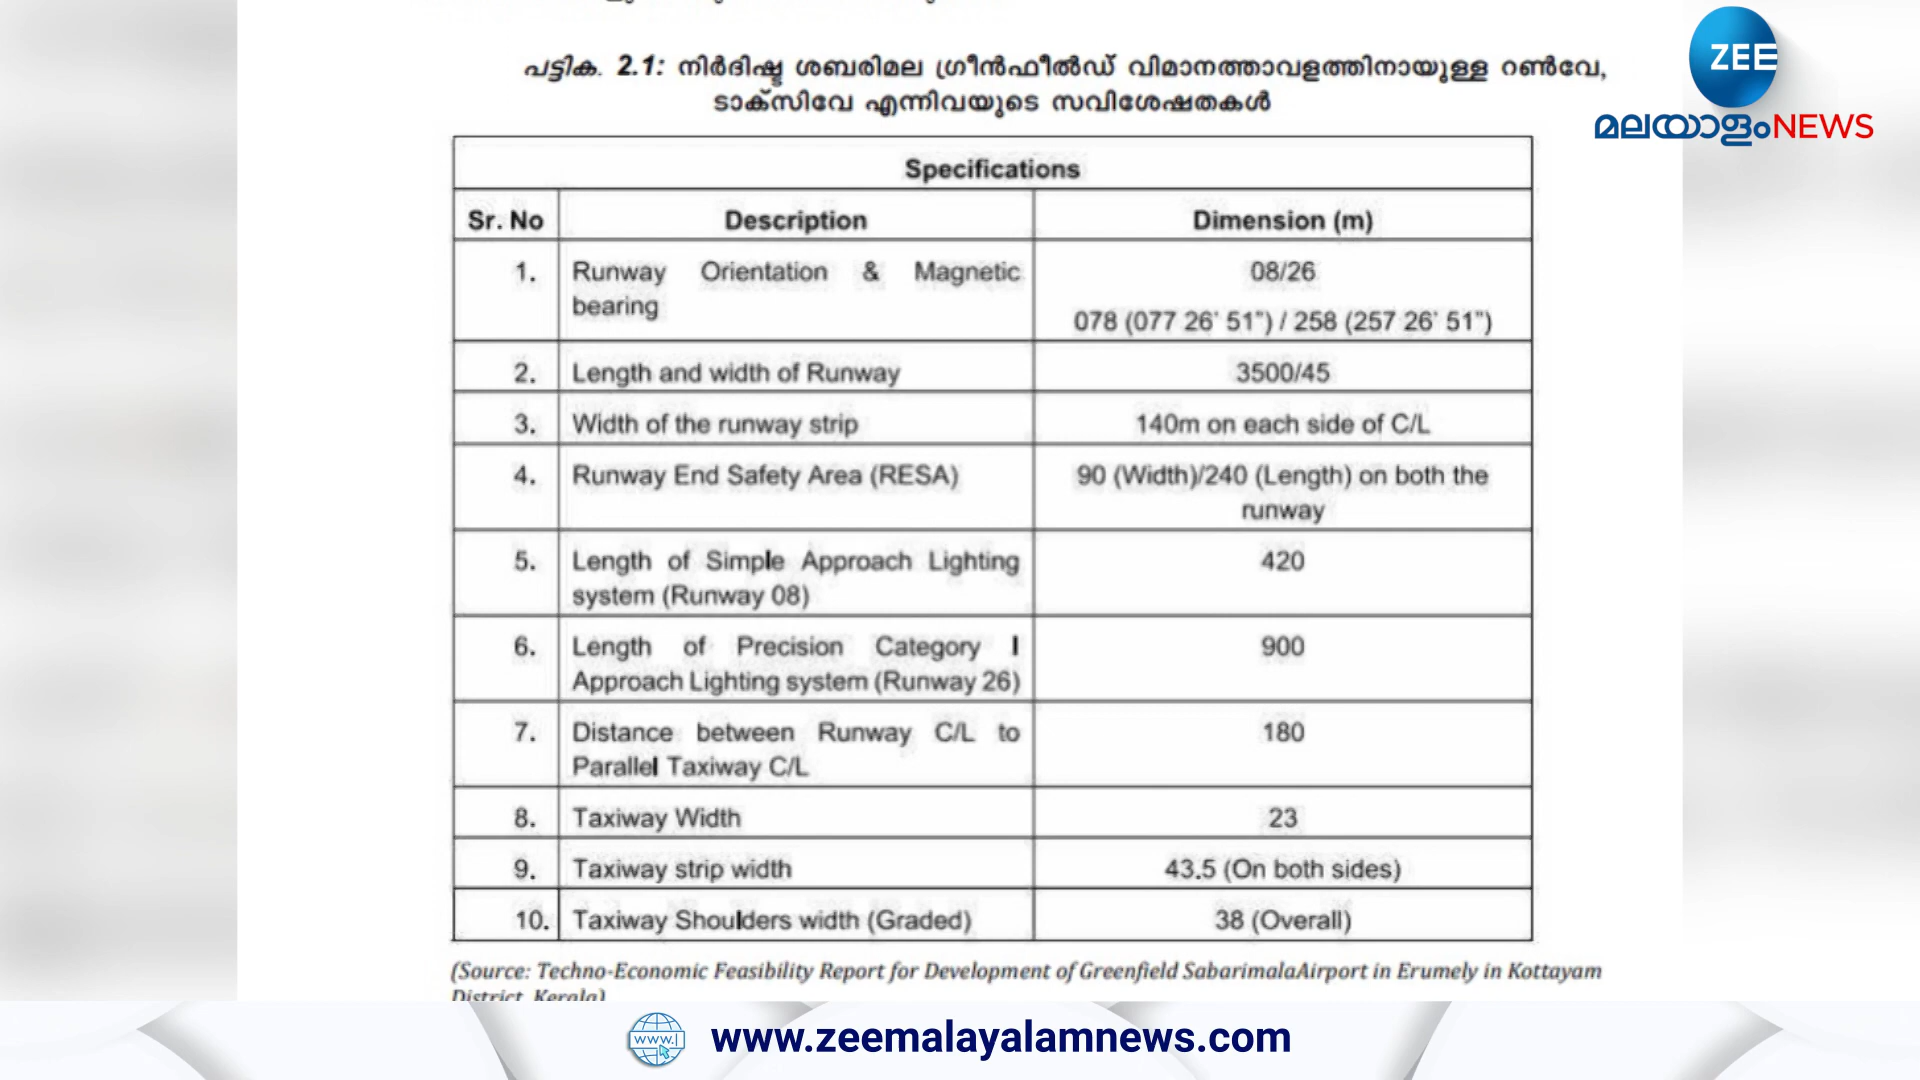 പട്ടിക. 2.1: നിർദിഷ്ട ശബരിമല ഗ്രീൻഫീൽഡ് വിമാനത്താവളത്തിനായുള്ള റൺവേ,
ടാക്സിവേ എന്നിവയുടെ സവിശേഷതകൾ
ZEE
മലയാളം NEWS
Specifications
Sr. No Description Dimension (m)
1. Runway Orientation & Magnetic 08/26
bearing 078 (077 26' 51") / 258 (257 26' 51")
2. Length and width of Runway 3500/45
3. Width of the runway strip 140m on each side of C/L
4. Runway End Safety Area (RESA) 90 (Width)/240 (Length) on both the
runway
5. Length of Simple Approach Lighting 420
system (Runway 08)
6. Length of Precision Category I 900
Approach Lighting system (Runway 26)
7. Distance between Runway C/L to 180
Parallel Taxiway C/L
8. Taxiway Width 23
9. Taxiway strip width 43.5 (On both sides)
10. Taxiway Shoulders width (Graded) 38 (Overall)
(Source: Techno-Economic Feasibility Report for Development of Greenfield SabarimalaAirport in Erumely in Kottayam
District, Kerala)
www.
www.zeemalayalamnews.com